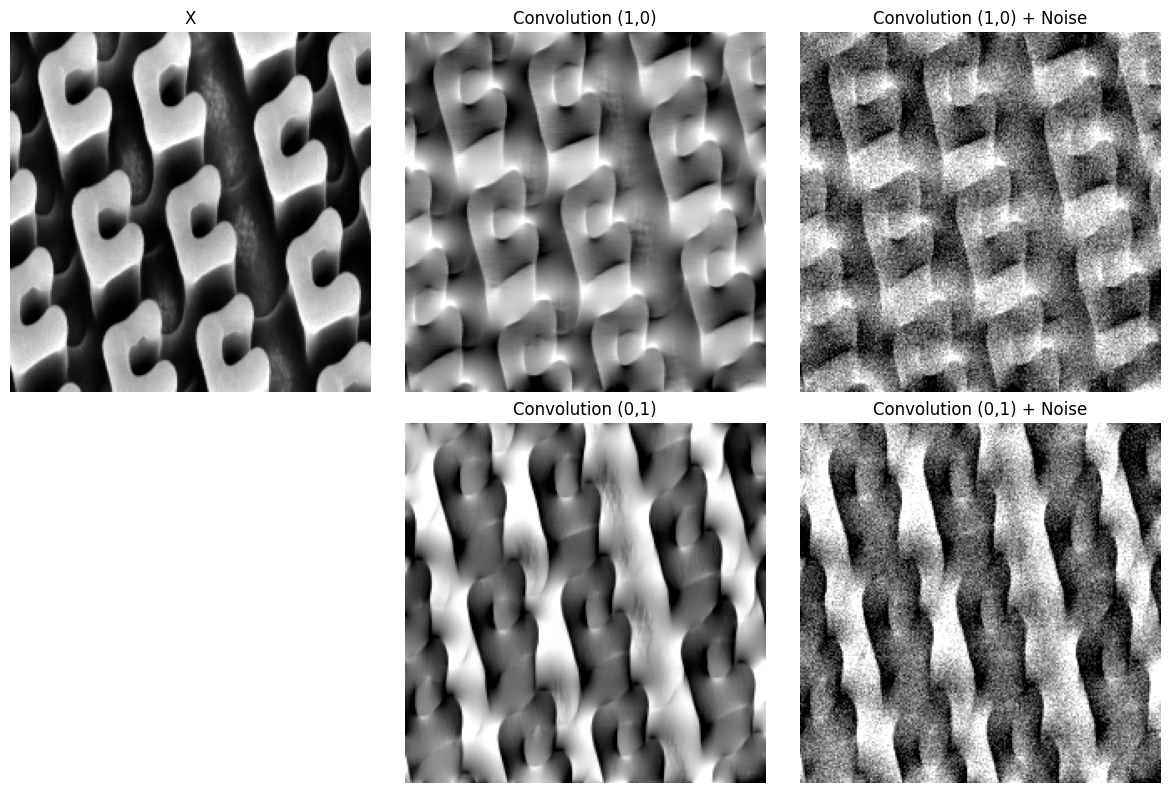 X
Convolution (1,0)
Convolution (1,0) + Noise
Convolution (0,1)
Convolution (0,1) + Noise